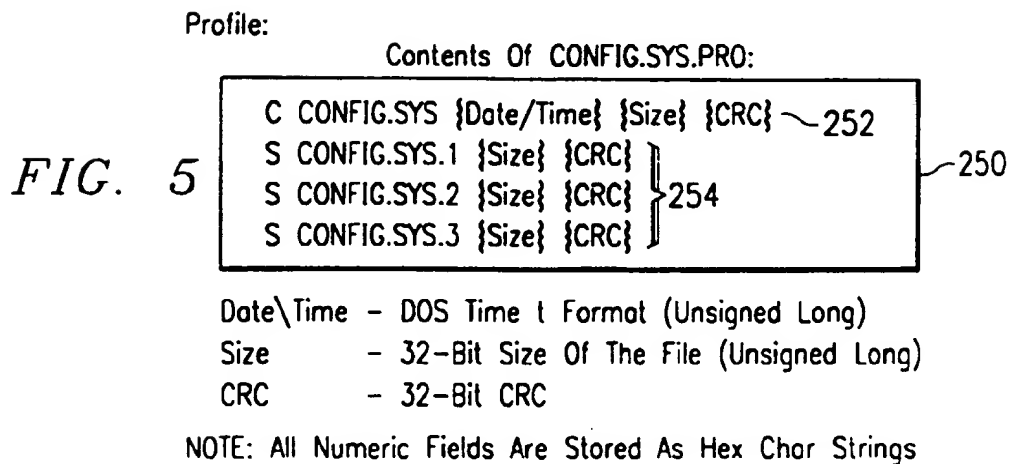 Profile:
Contents Of CONFIG.SYS.PRO:
C CONFIG.SYS {Date/Time} {Size} {CRC} 252
S CONFIG.SYS.1 {Size} {CRC}
S CONFIG.SYS.2 {Size} {CRC} 254
S CONFIG.SYS.3 {Size} {CRC}
250
FIG. 5
Date\Time - DOS Time t Format (Unsigned Long)
Size - 32-Bit Size Of The File (Unsigned Long)
CRC - 32-Bit CRC
NOTE: All Numeric Fields Are Stored As Hex Char Strings